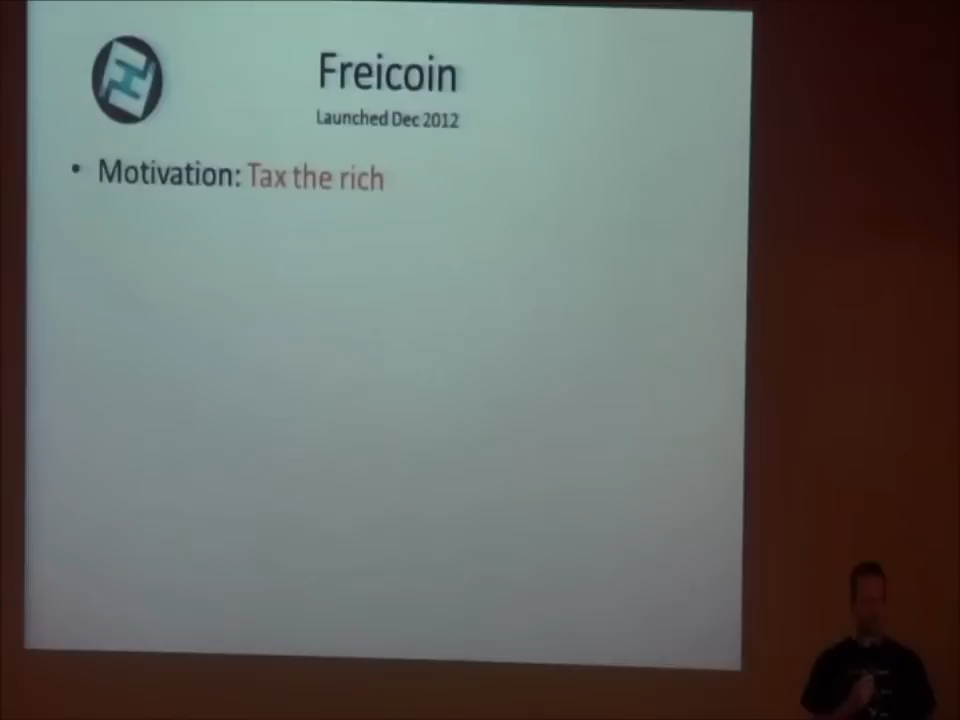 Freicoin
Launched Dec 2012
• Motivation: Tax the rich